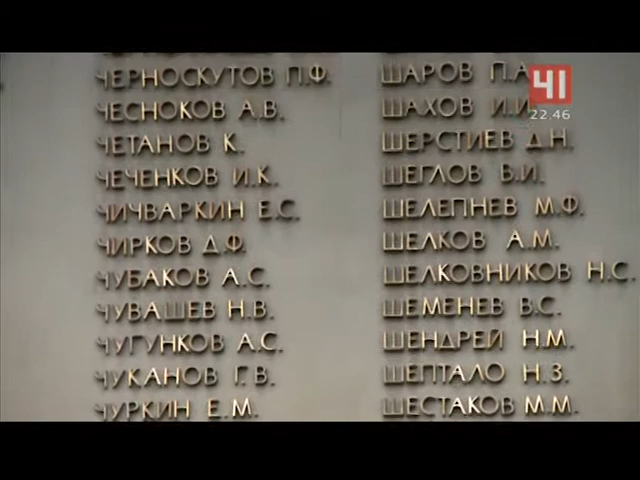 ЧЕРНОСКУТОВ П.Ф.
ЧЕСНОКОВ А.В.
ЧЕТАНОВ К.
ЧЕЧЕНКОВ И.К.
ЧИЧВАРКИН Е.С.
ЧИРКОВ Д.Ф.
ЧУБАКОВ А.С.
ЧУВАШЕВ Н.В.
ЧУГУНКОВ А.С.
ЧУКАНОВ Г.В.
ЧУРКИН Е.М.
ШАРОВ П.А
ШАХОВ И.И
ШЕРСТИЕВ Д.Н.
ШЕГЛОВ Б.И.
ШЕЛЕПНЕВ М.Ф.
ШЕЛКОВ А.М.
ШЕЛКОВНИКОВ Н.С.
ШЕМЕНЕВ В.С.
ШЕНДРЕЙ Н.М.
ШЕПТАЛО Н.З.
ШЕСТАКОВ М.М.
41
22.46